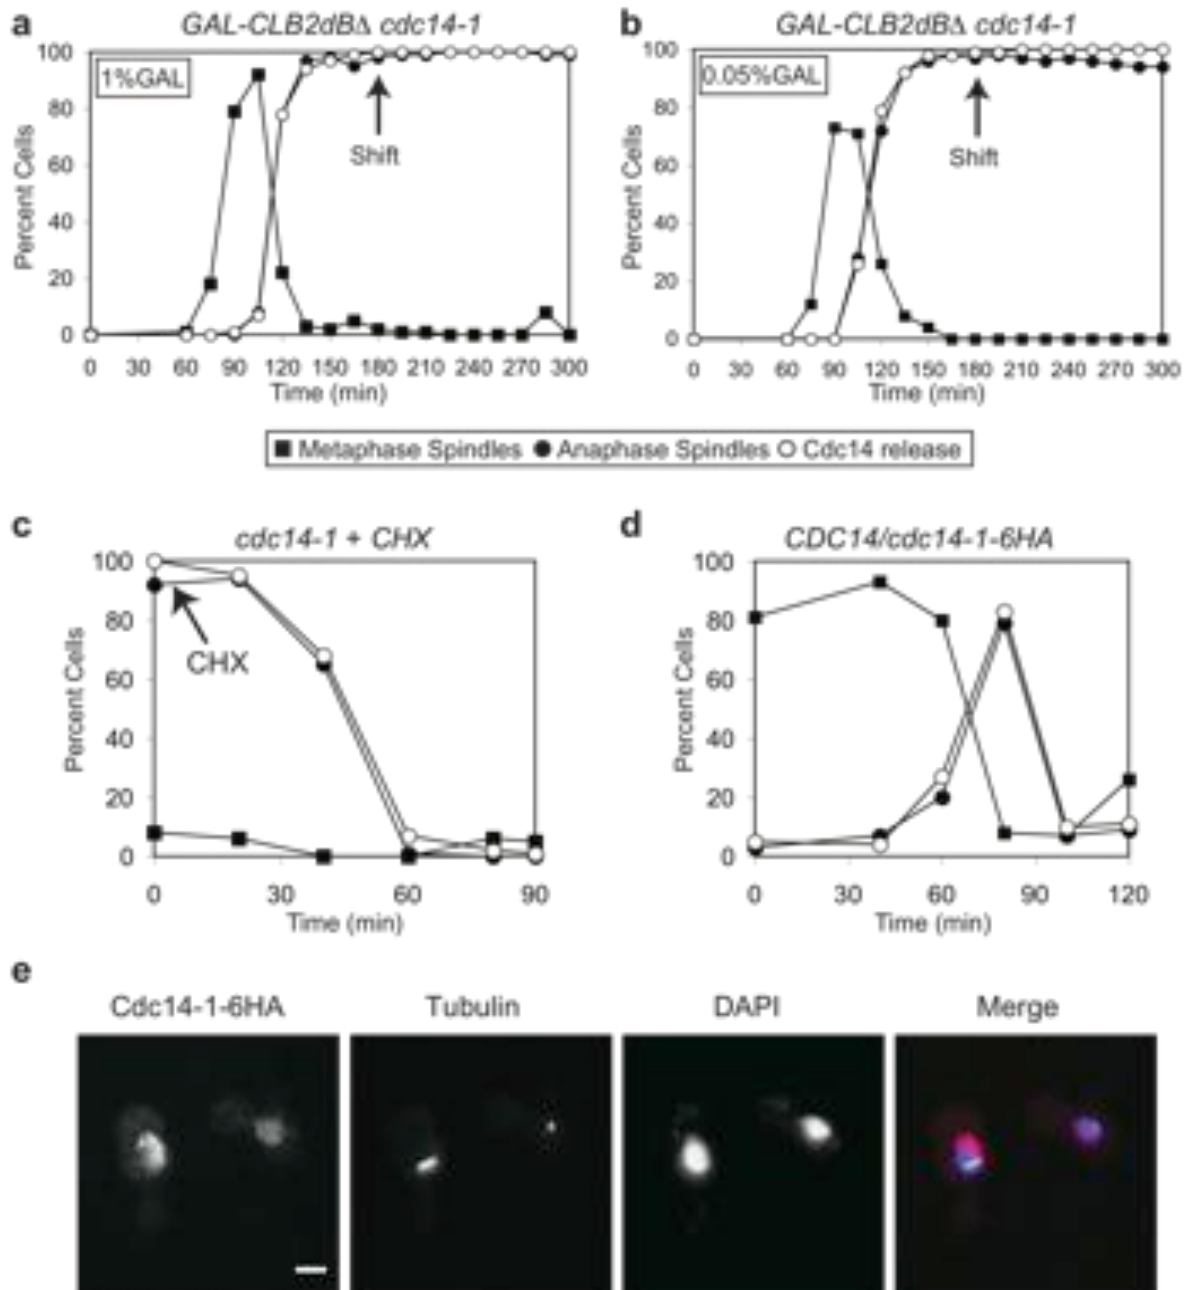 a
GAL-CLB2dBΔ cdc14-1
1%GAL
Shift
Percent Cells
100
80
60
40
20
0
0 30 60 90 120 150 180 210 240 270 300
Time (min)
b
GAL-CLB2dBΔ cdc14-1
0.05%GAL
Shift
Percent Cells
100
80
60
40
20
0
0 30 60 90 120 150 180 210 240 270 300
Time (min)
Metaphase Spindles Anaphase Spindles Cdc14 release
c
cdc14-1 + CHX
CHX
Percent Cells
100
80
60
40
20
0
0 30 60 90
Time (min)
d
CDC14/cdc14-1-6HA
Percent Cells
100
80
60
40
20
0
0 30 60 90 120
Time (min)
e
Cdc14-1-6HA Tubulin DAPI Merge